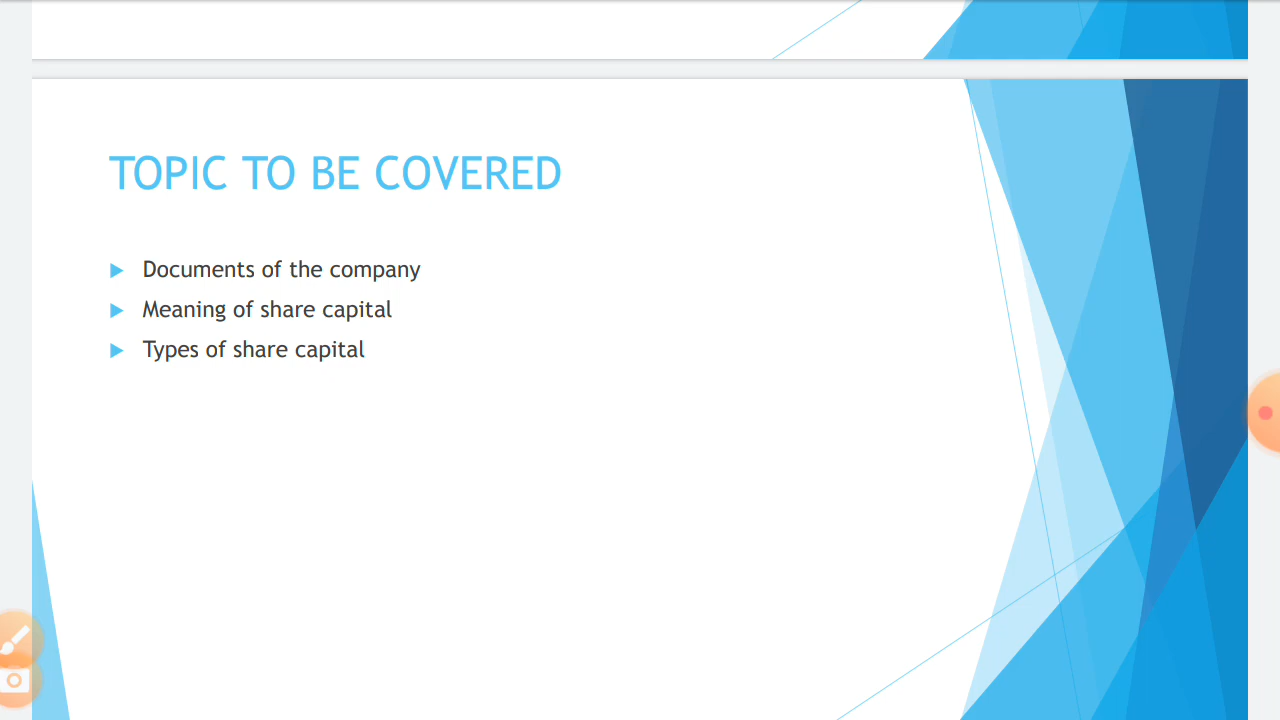 TOPIC TO BE COVERED
Documents of the company
Meaning of share capital
Types of share capital